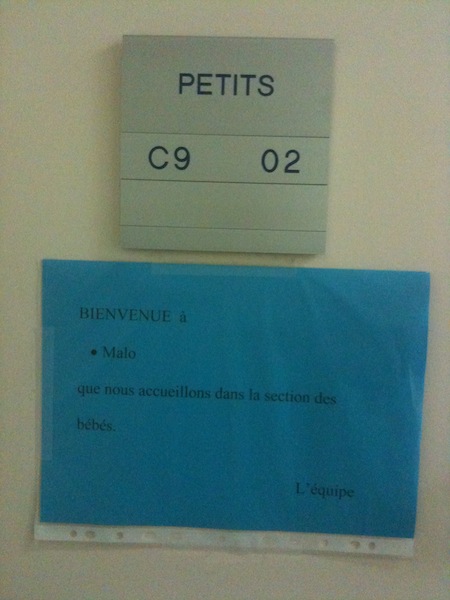 PETITS
C9 02
BIENVENUE à
• Malo
que nous accueillons dans la section des
bébés.
L'équipe